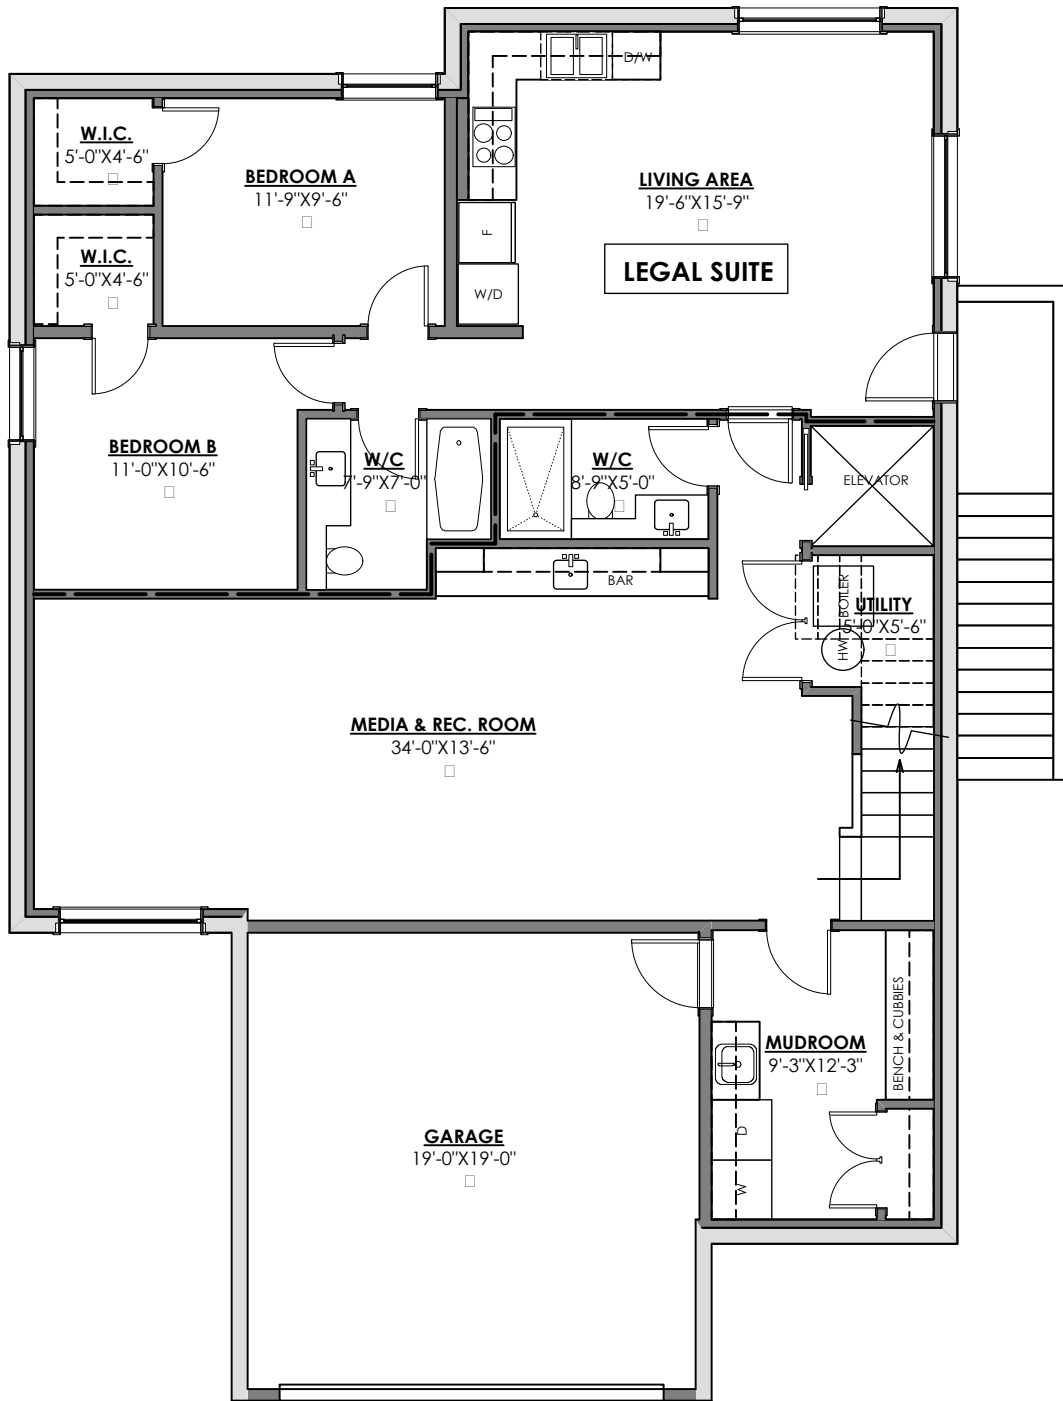 D/W
W.I.C.
5'-0"X4'-6"
BEDROOM A
11'-9"X9'-6"
LIVING AREA
19'-6"X15'-9"
F
W.I.C.
5'-0"X4'-6"
LEGAL SUITE
W/D
BEDROOM B
11'-0"X10'-6"
W/C
7'-9"X7'-0"
W/C
8'-9"X5'-0"
ELEVATOR
BAR
BOILER
HW
UTILITY
5'-0"X5'-6"
MEDIA & REC. ROOM
34'-0"X13'-6"
BENCH & CUBBIES
MUDROOM
9'-3"X12'-3"
GARAGE
19'-0"X19'-0"
D
W